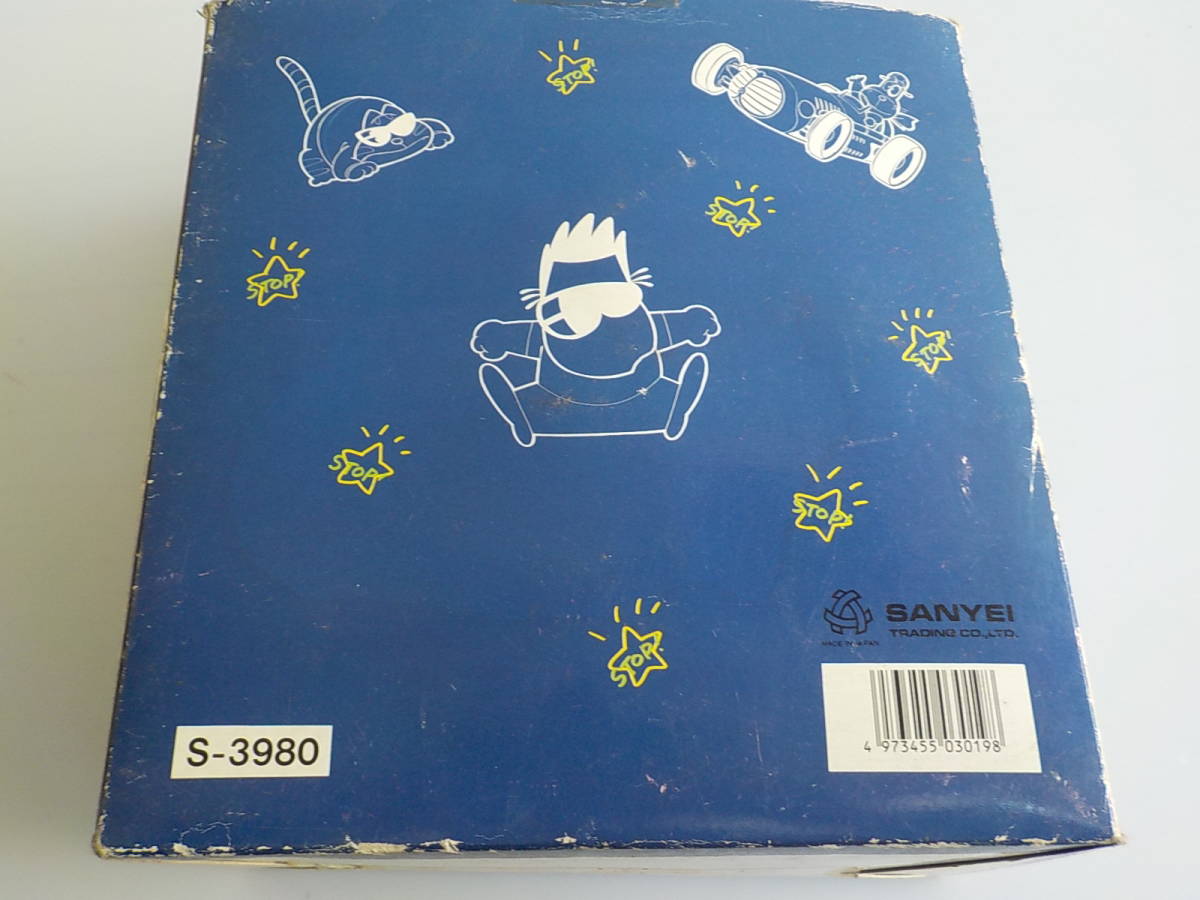 STOP!
STOP!
STOP!
STOP!
STOP!
STOP!
STOP!
SANYEI
TRADING CO.,LTD.
MADE IN JAPAN
S-3980
4 973455 030198